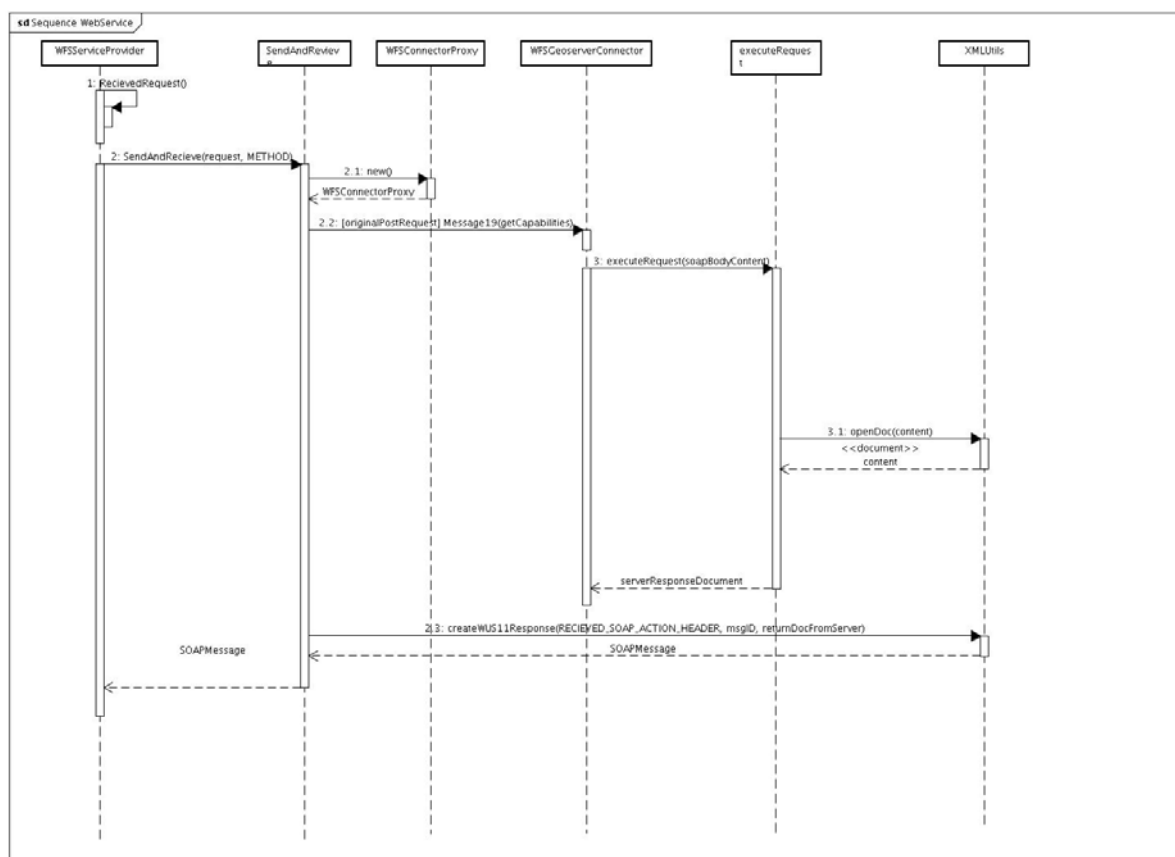 sd Sequence WebService
WFSServiceProvider
SendAndReviev
e
WFSConnectorProxy
WFSGeoserverConnector
executeReques
t
XMLUtils
1: RecievedRequest()
2: SendAndRecieve(request, METHOD)
2.1: new()
WFSConnectorProxy
2.2: [originalPostRequest] Message19(getCapabilities)
3: executeRequest(soapBodyContent)
3.1: openDoc(content)
<<document>>
content
serverResponseDocument
2.3: createWUS11Response(RECIEVED_SOAP_ACTION_HEADER, msgID, returnDocFromServer)
SOAPMessage
SOAPMessage